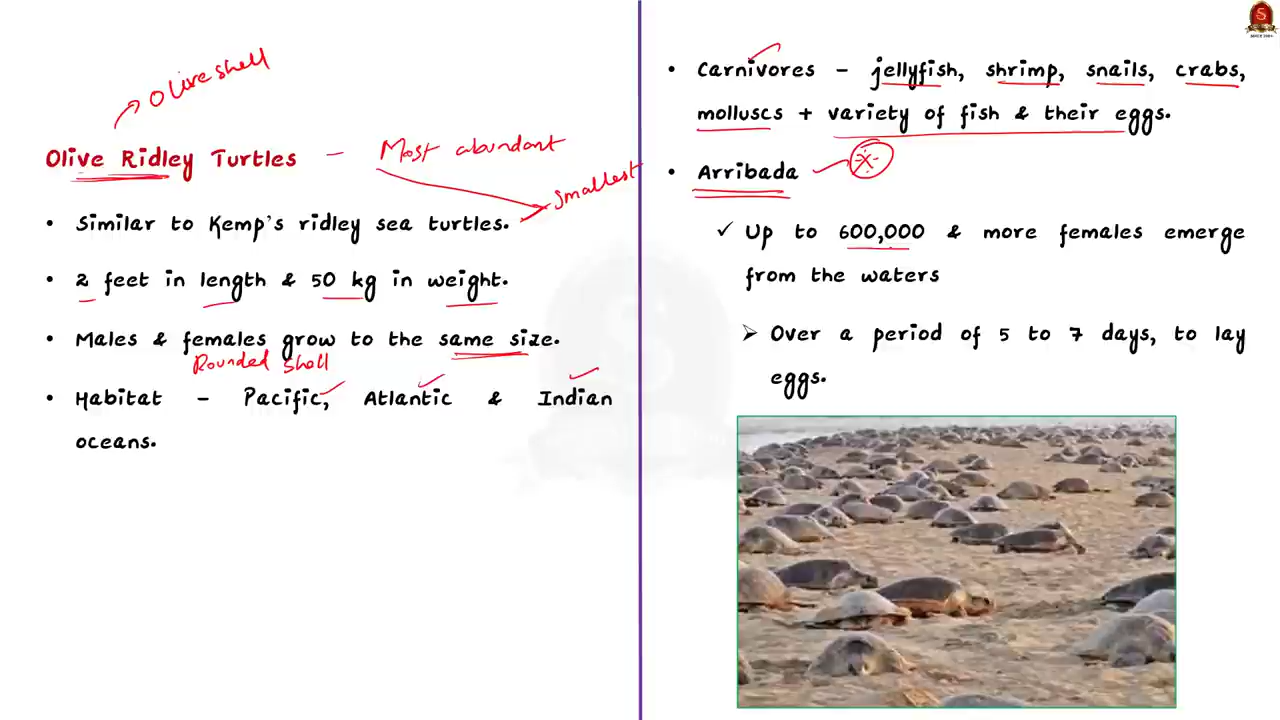 Olive shell
Olive Ridley Turtles - Most abundant
Smallest
• Similar to Kemp's ridley sea turtles.
• 2 feet in length & 50 kg in weight.
• Males & females grow to the same size.
Rounded shell
• Habitat - Pacific, Atlantic & Indian
oceans.
• Carnivores - jellyfish, shrimp, snails, crabs,
molluscs + variety of fish & their eggs.
• Arribada
✓ Up to 600,000 & more females emerge
from the waters
➢ Over a period of 5 to 7 days, to lay
eggs.